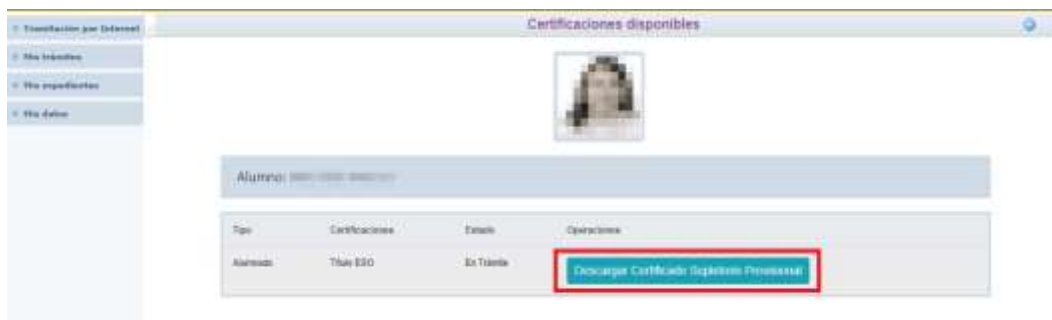 Certificaciones disponibles
Tramitación por Internet
Mis trámites
Mis expedientes
Mis datos
Alumno:
Tipo Certificaciones Estado Operaciones
Alumnado Título ESO En Trámite Descargar Certificado Supletorio Provisional